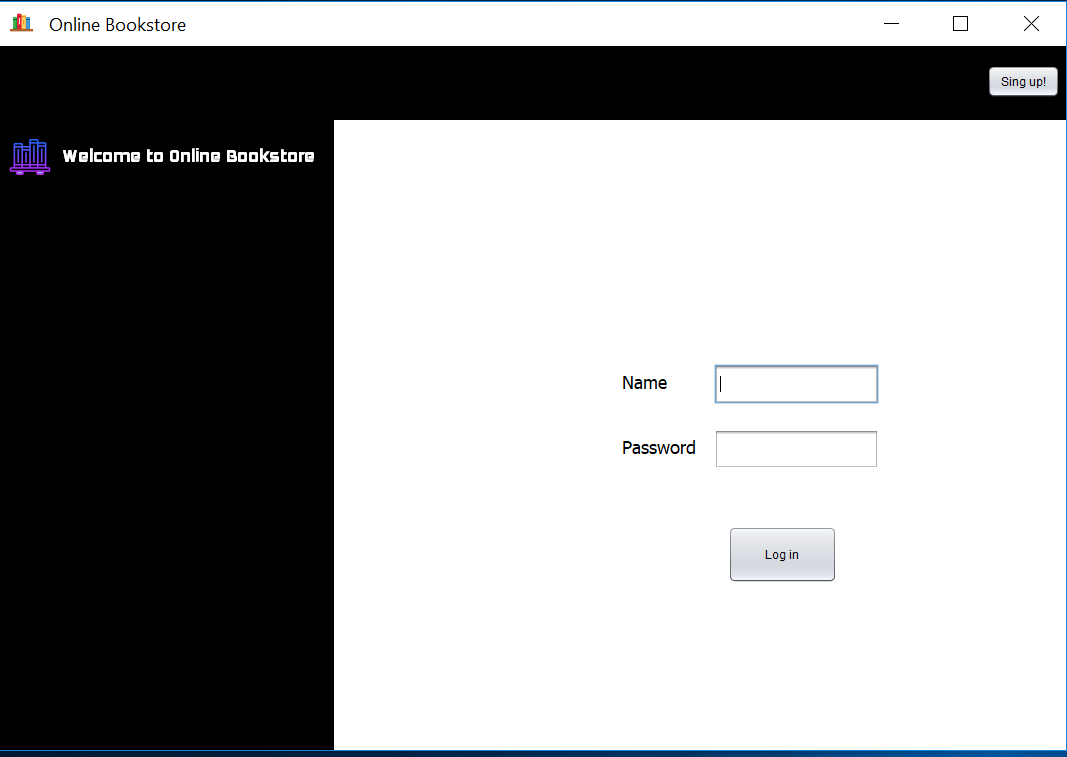 Online Bookstore
Sing up!
Welcome to Online Bookstore
Name
Password
Log in